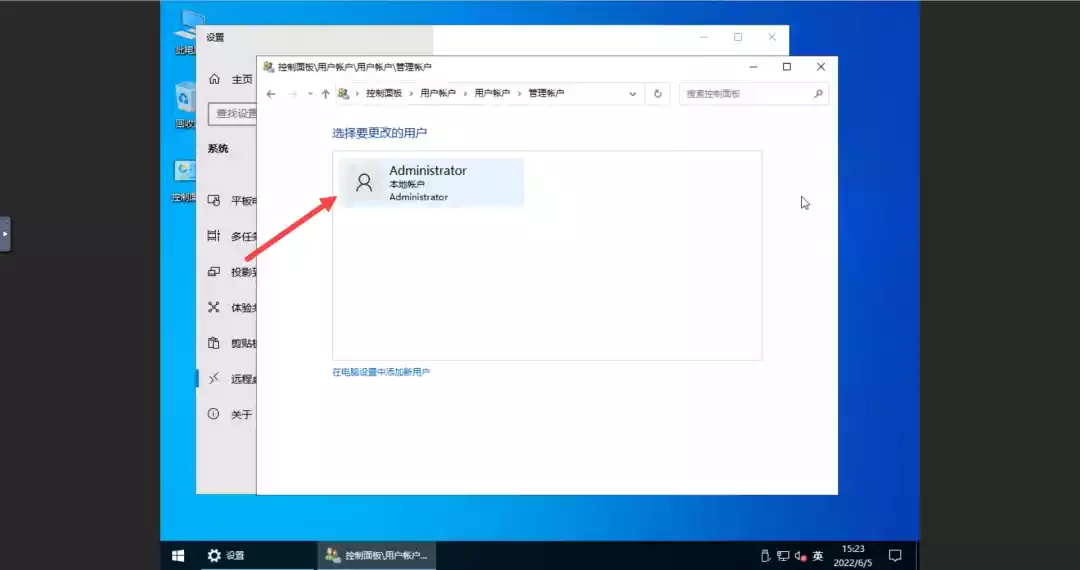 此电
回收
控制面
设置
主页
查找设置
系统
平板电
多任务
投影到
体验共
剪贴板
远程桌
关于
控制面板\用户帐户\用户帐户\管理帐户
控制面板 › 用户帐户 › 用户帐户 › 管理帐户
搜索控制面板
选择要更改的用户
Administrator
本地帐户
Administrator
在电脑设置中添加新用户
设置
控制面板\用户帐户...
英
15:23
2022/6/5